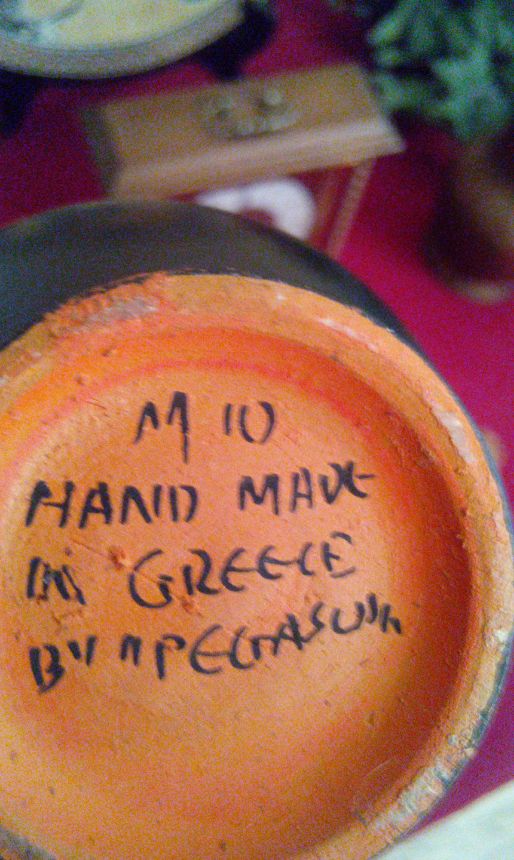 M 10
HAND MADE
IN GREECE
BY "PEGASUS"